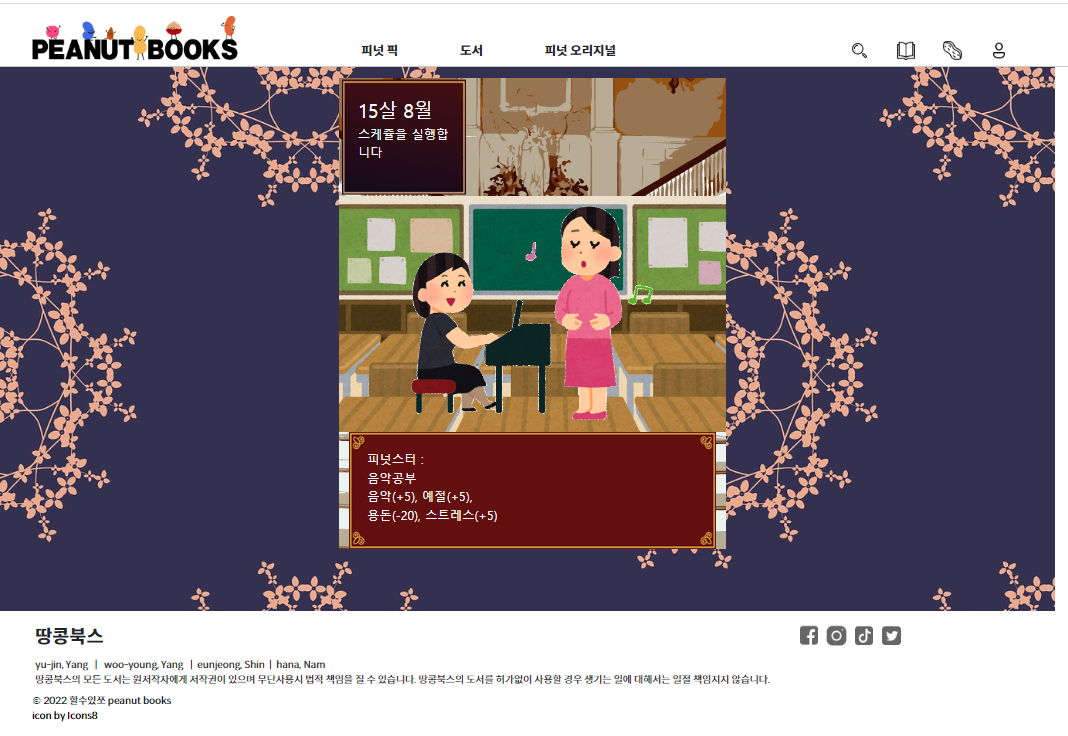 PEANUT BOOKS
피넛 픽 도서 피넛 오리지널
15살 8월
스케줄을 실행합
니다
피넛스터 :
음악공부
음악(+5), 예절(+5),
용돈(-20), 스트레스(+5)
땅콩북스
yu-jin, Yang | woo-young, Yang | eunjeong, Shin | hana, Nam
땅콩북스의 모든 도서는 원저작자에게 저작권이 있으며 무단사용시 법적 책임을 질 수 있습니다. 땅콩북스의 도서를 허가없이 사용할 경우 생기는 일에 대해서는 일절 책임지지 않습니다.
© 2022 할수있쪼 peanut books
icon by Icons8